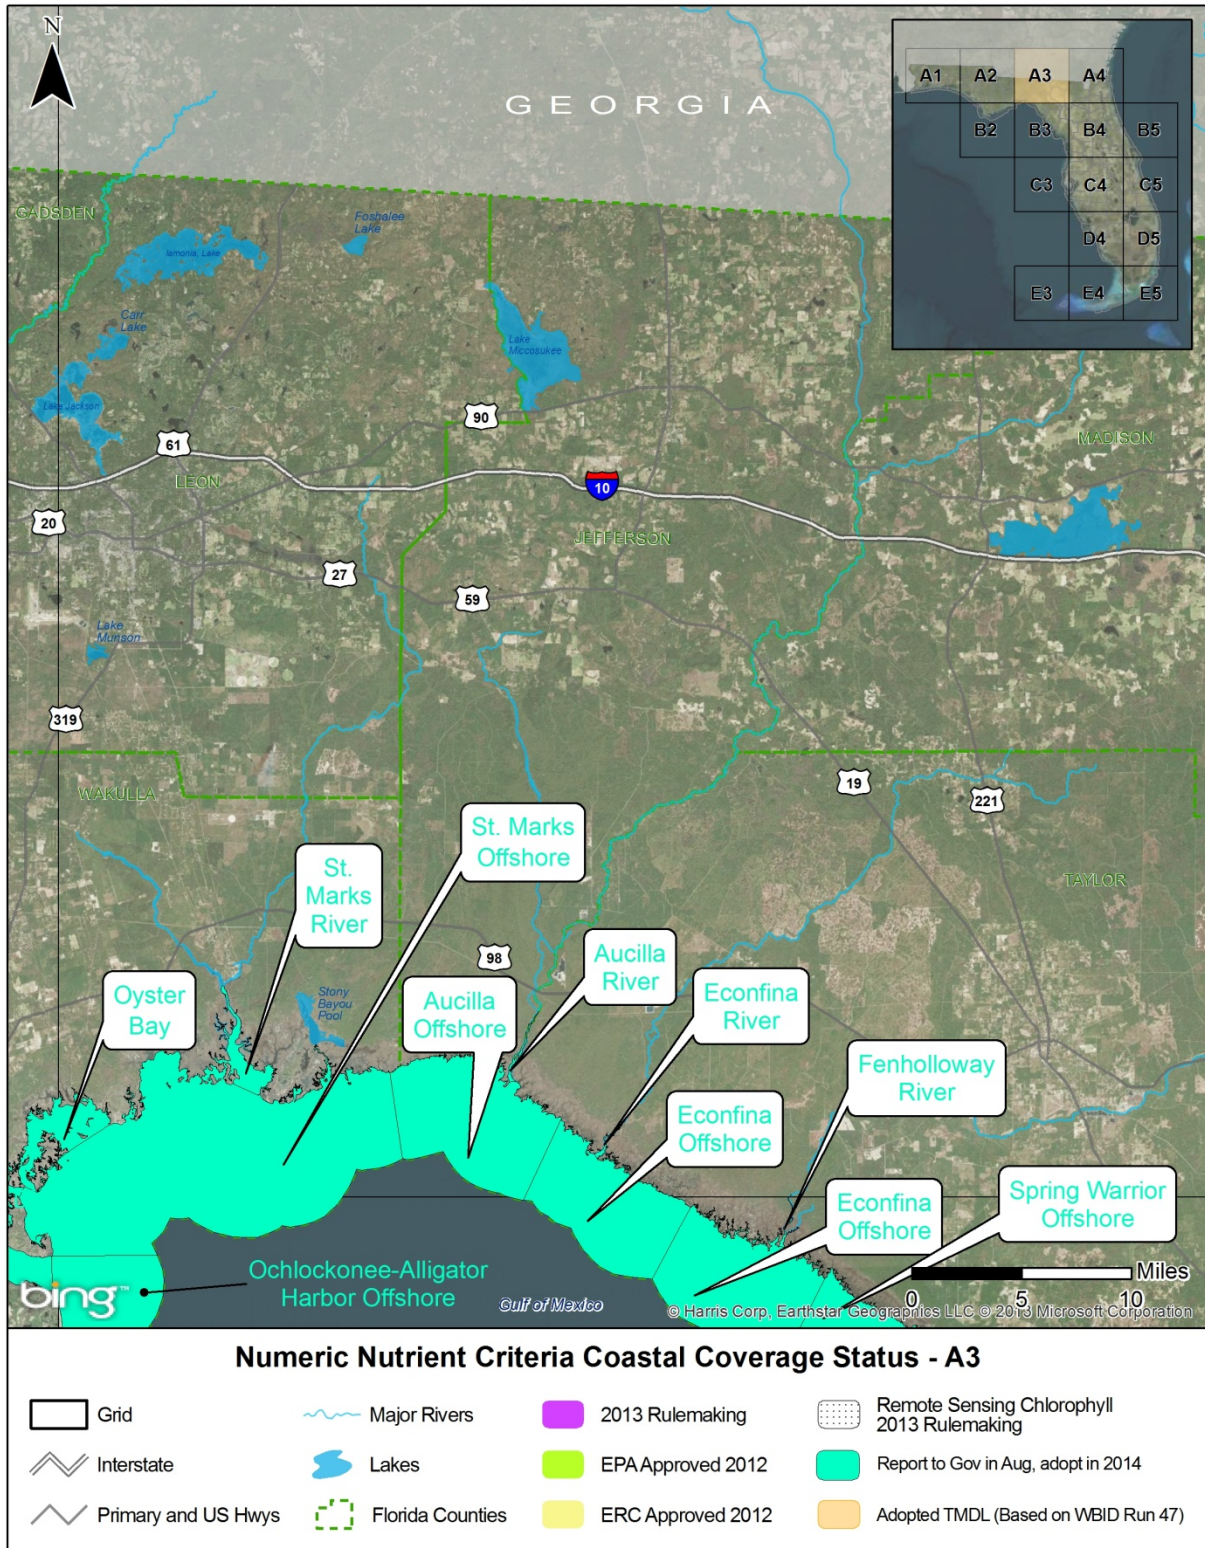 N
GEORGIA
A1
A2
A3
A4
B2
B3
B4
B5
C3
C4
C5
D4
D5
E3
E4
E5
GADSDEN
Iamonia, Lake
Foshalee
Lake
Carr
Lake
Lake
Miccosukee
Lake Jackson
90
61
MADISON
LEON
10
20
JEFFERSON
27
59
Lake
Munson
319
19
WAKULLA
221
St. Marks
Offshore
St.
Marks
River
TAYLOR
98
Aucilla
River
Oyster
Bay
Stony
Bayou
Pool
Aucilla
Offshore
Econfina
River
Fenholloway
River
Econfina
Offshore
Econfina
Offshore
Spring Warrior
Offshore
Ochlockonee-Alligator
Harbor Offshore
bing™
Gulf of Mexico
Miles
0 5 10
© Harris Corp, Earthstar Geographics LLC © 2013 Microsoft Corporation
Numeric Nutrient Criteria Coastal Coverage Status - A3
Grid
Major Rivers
2013 Rulemaking
Remote Sensing Chlorophyll
2013 Rulemaking
Interstate
Lakes
EPA Approved 2012
Report to Gov in Aug, adopt in 2014
Primary and US Hwys
Florida Counties
ERC Approved 2012
Adopted TMDL (Based on WBID Run 47)